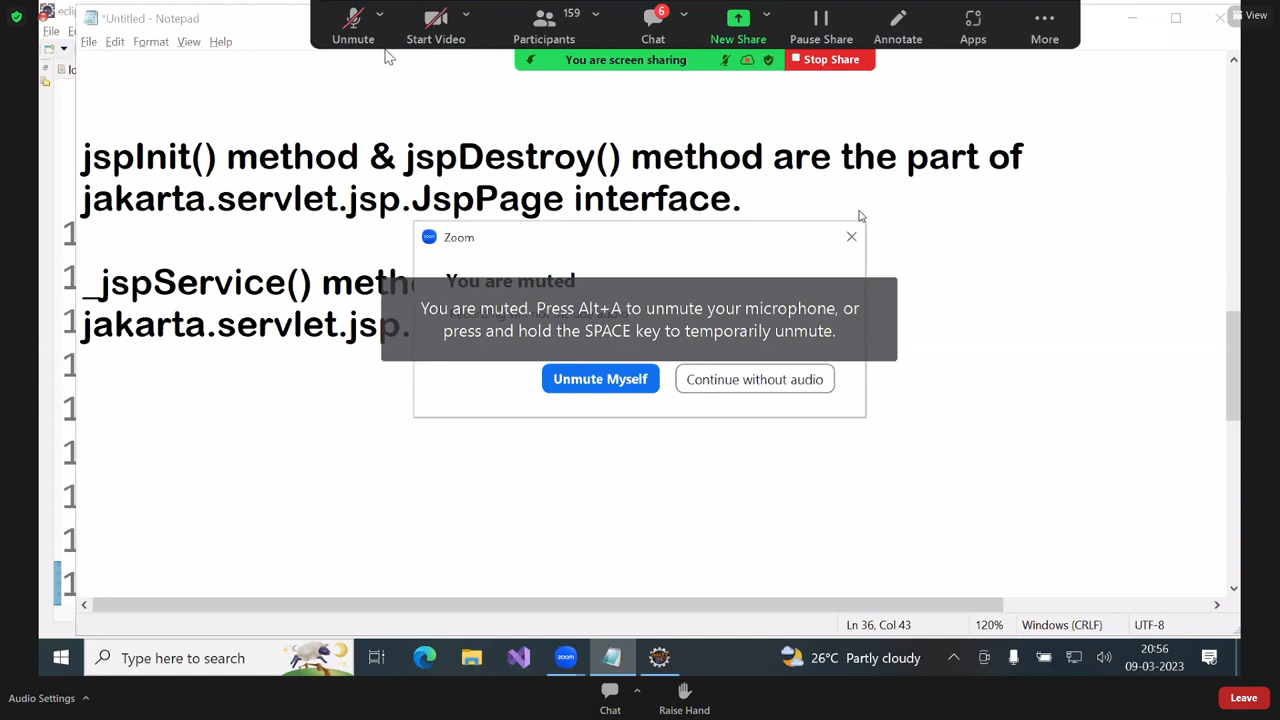 eclip
*Untitled - Notepad
159
6
Unmute
Start Video
Participants
Chat
New Share
Pause Share
Annotate
Apps
More
View
File
Edit
Format
View
Help
You are screen sharing
Stop Share
jspInit() method & jspDestroy() method are the part of
jakarta.servlet.jsp.JspPage interface.
Zoom
_jspService() metho
You are muted
jakarta.servlet.jsp.
You are muted. Press Alt+A to unmute your microphone, or
press and hold the SPACE key to temporarily unmute.
Unmute Myself
Continue without audio
Ln 36, Col 43
120%
Windows (CRLF)
UTF-8
Type here to search
zoom
26°C Partly cloudy
20:56
09-03-2023
Audio Settings
Chat
Raise Hand
Leave